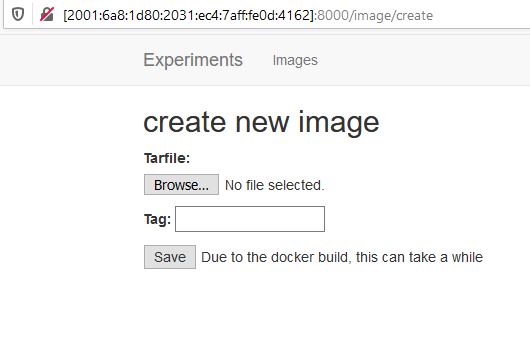 [2001:6a8:1d80:2031:ec4:7aff:fe0d:4162]:8000/image/create
Experiments Images
create new image
Tarfile:
Browse... No file selected.
Tag:
Save Due to the docker build, this can take a while